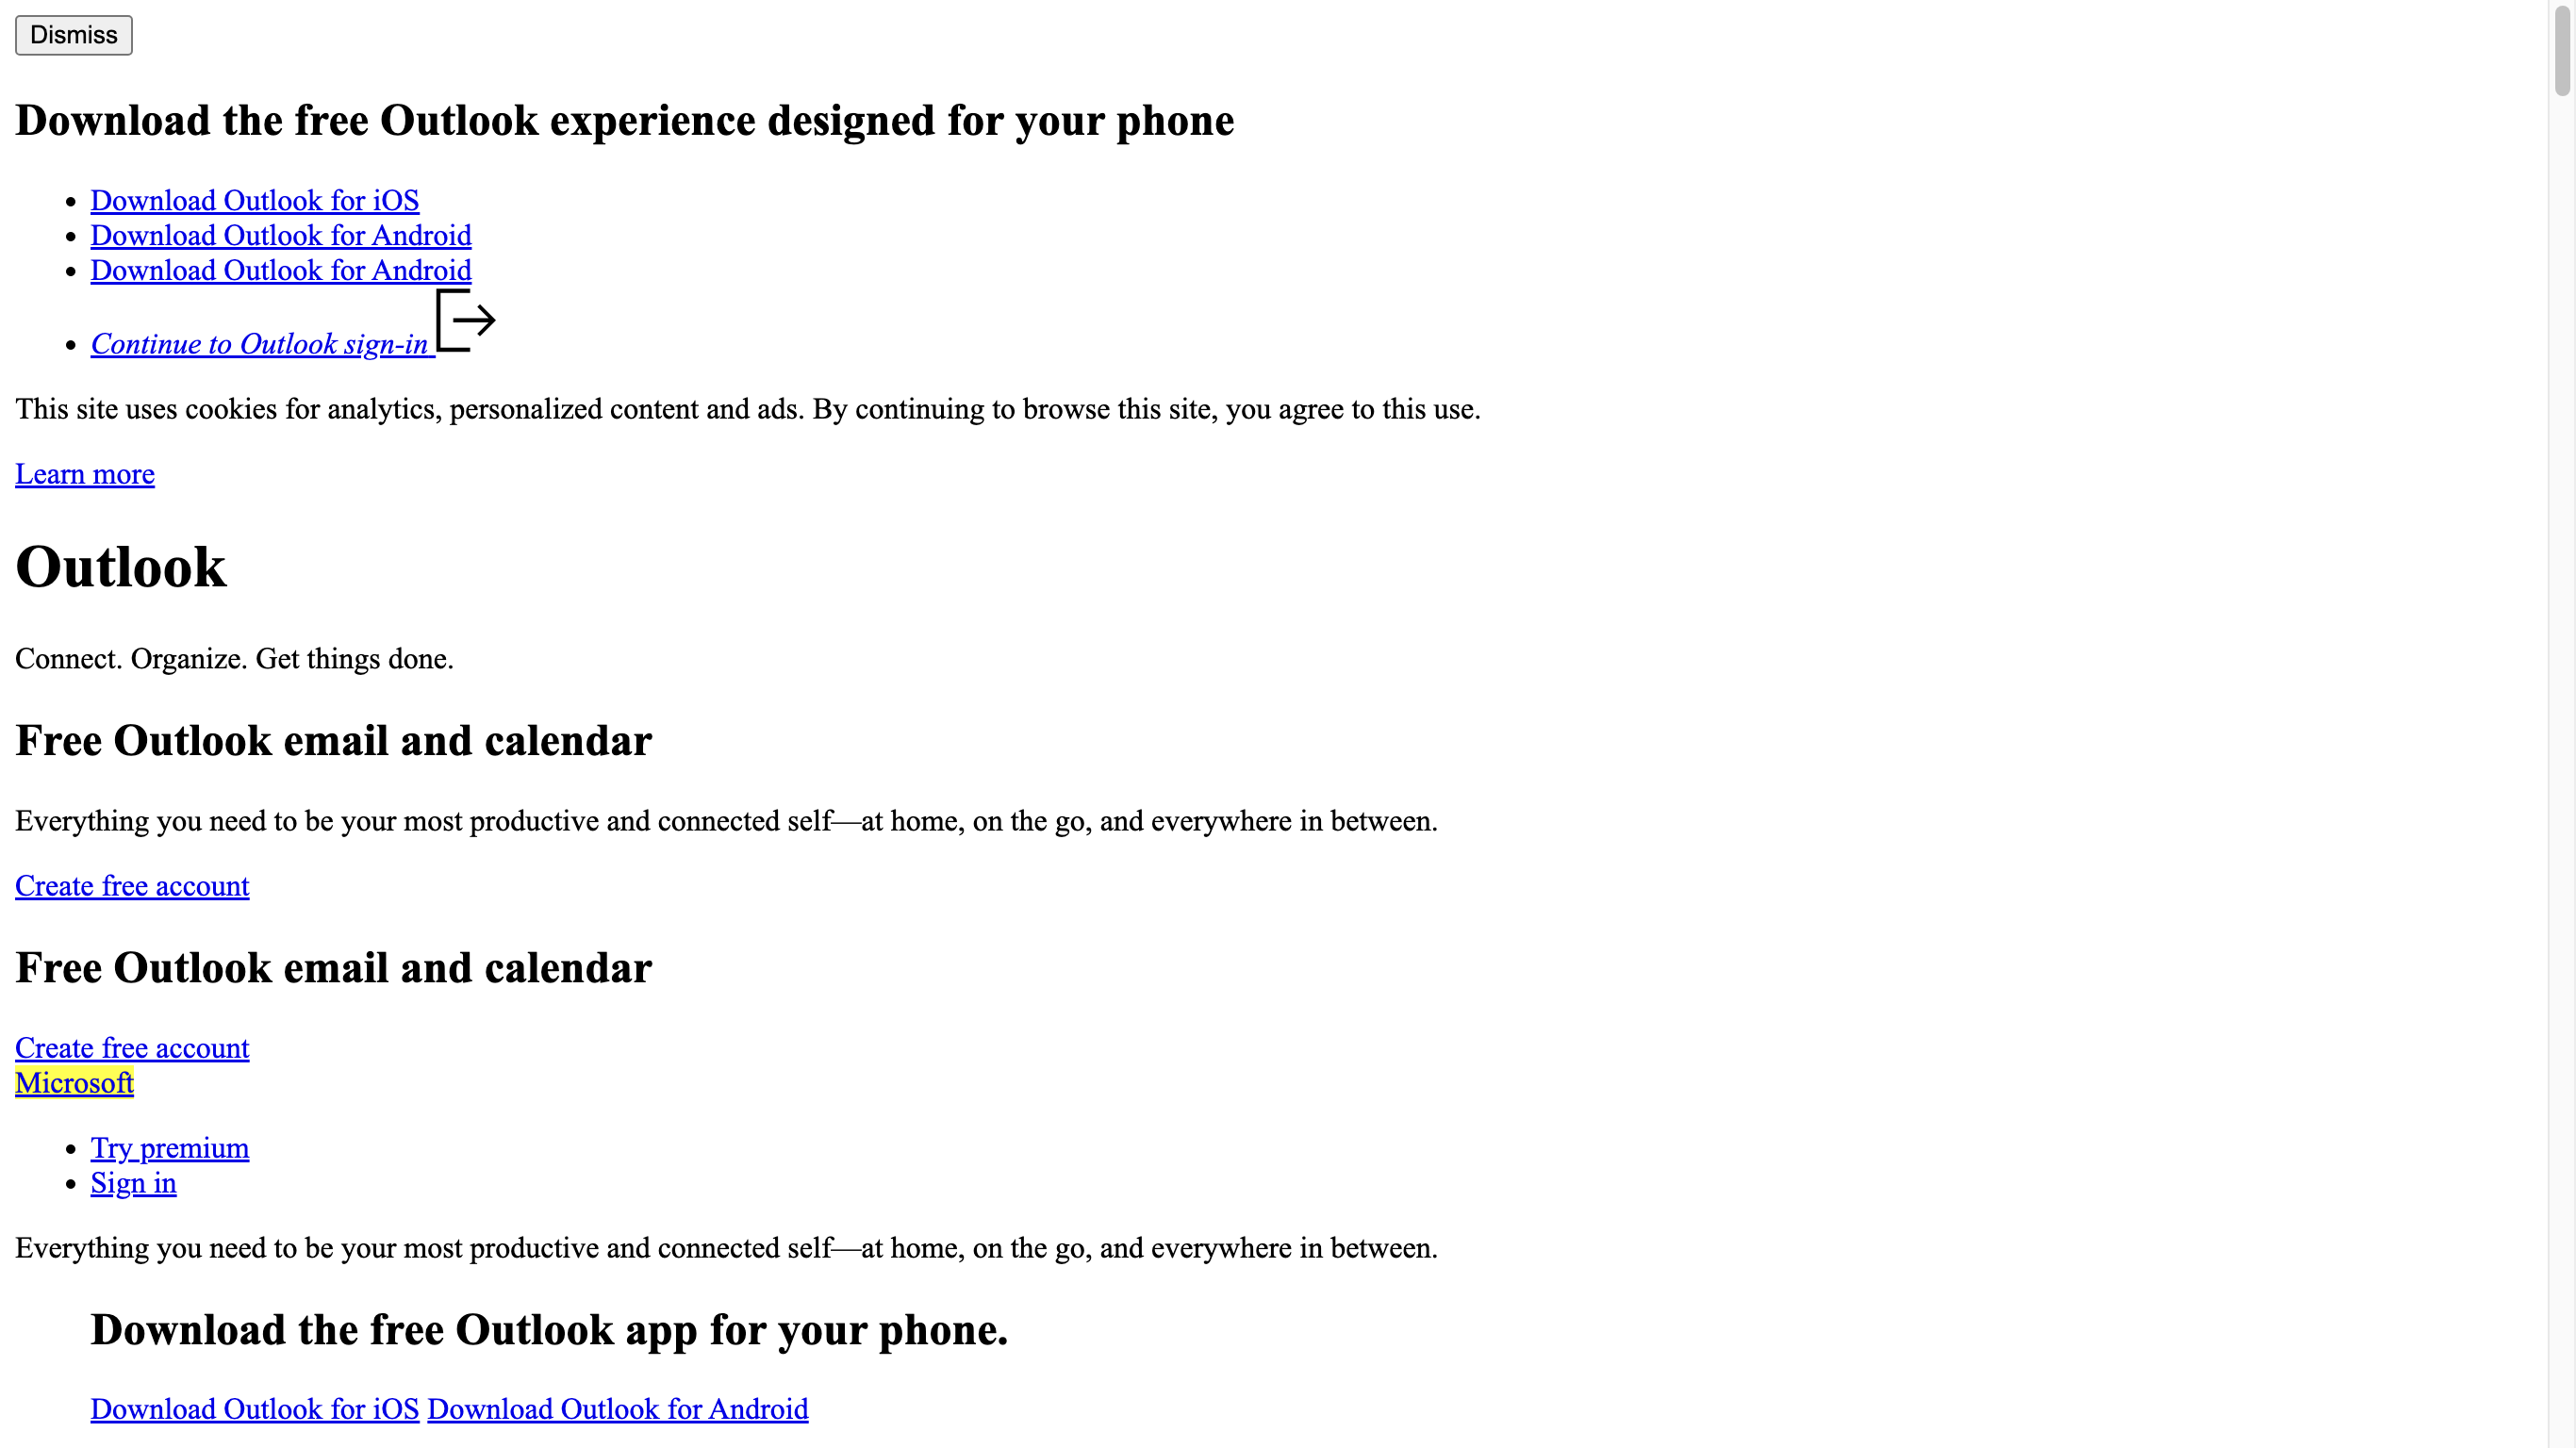 Dismiss
Download the free Outlook experience designed for your phone
Download Outlook for iOS
Download Outlook for Android
Download Outlook for Android
Continue to Outlook sign-in
This site uses cookies for analytics, personalized content and ads. By continuing to browse this site, you agree to this use.
Learn more
Outlook
Connect. Organize. Get things done.
Free Outlook email and calendar
Everything you need to be your most productive and connected self—at home, on the go, and everywhere in between.
Create free account
Free Outlook email and calendar
Create free account
Microsoft
Try premium
Sign in
Everything you need to be your most productive and connected self—at home, on the go, and everywhere in between.
Download the free Outlook app for your phone.
Download Outlook for iOS Download Outlook for Android